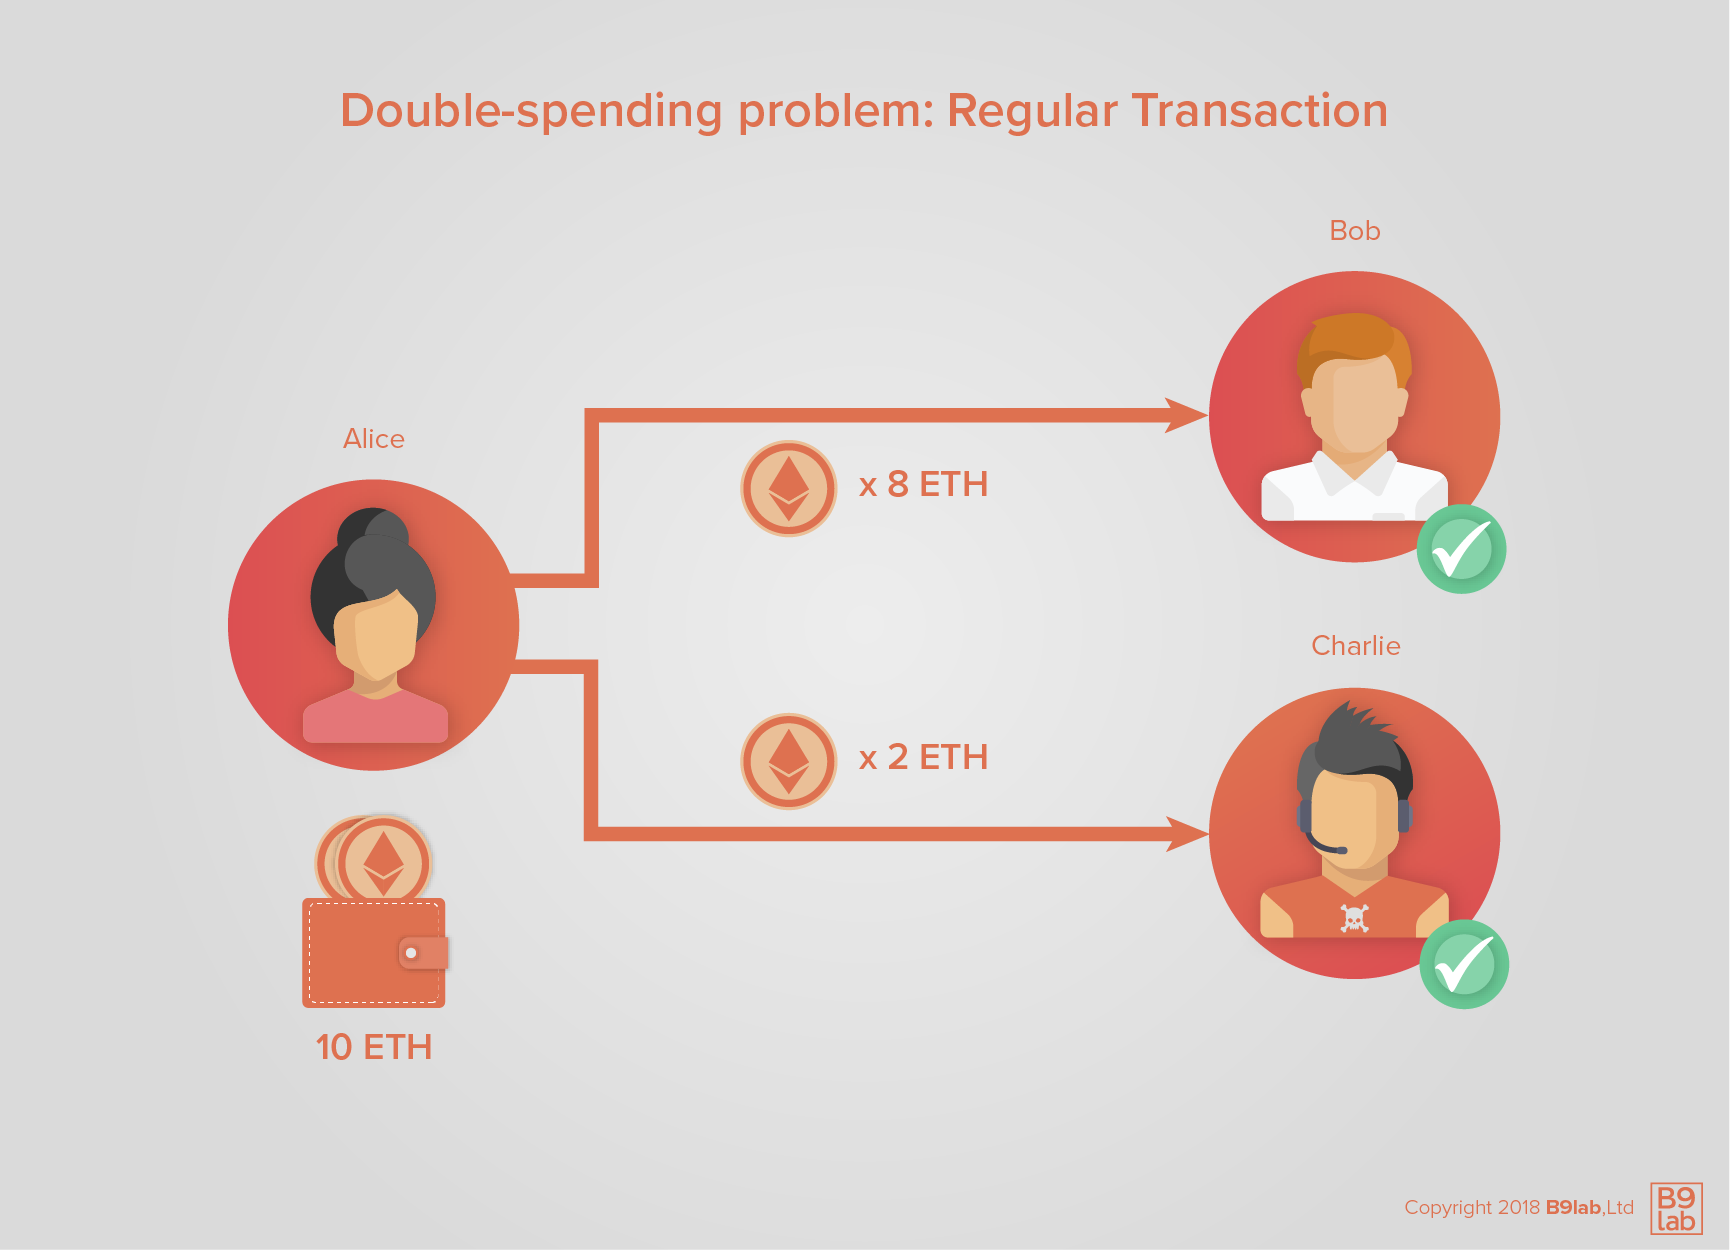 Double-spending problem: Regular Transaction
Bob
Alice
x 8 ETH
Charlie
x 2 ETH
10 ETH
Copyright 2018 B9lab,Ltd
B9
lab